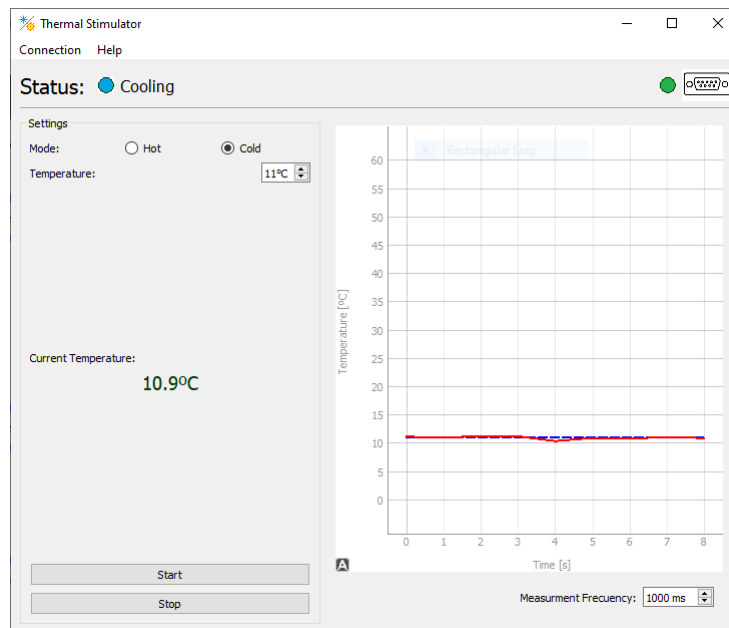 Thermal Stimulator
Connection Help
Status: Cooling
Settings
Mode: Hot Cold
Temperature: 11ºC
Current Temperature:
10.9ºC
Start
Stop
Rectangular Snip
60
55
50
45
40
35
30
25
20
15
10
5
0
Temperature [ºC]
0 1 2 3 4 5 6 7 8
Time [s]
A
Measurment Frecuency: 1000 ms